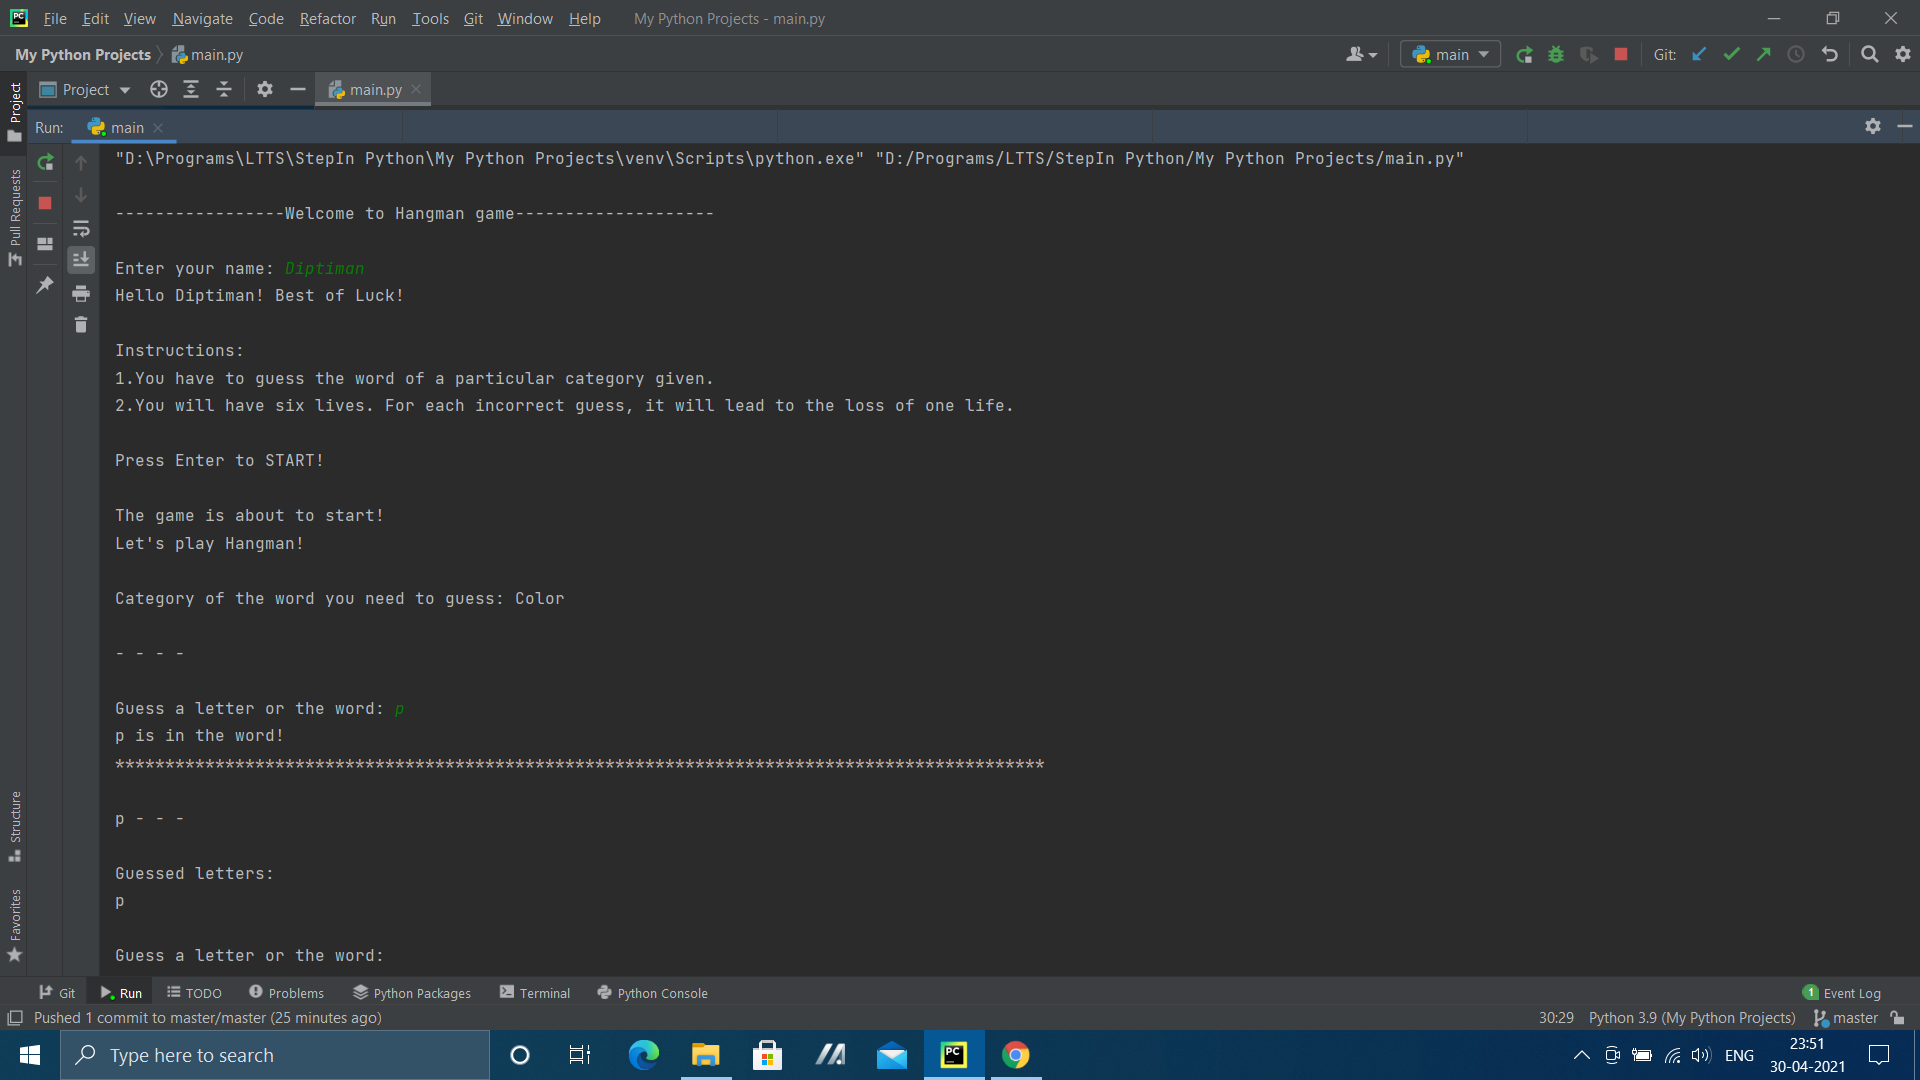 File Edit View Navigate Code Refactor Run Tools Git Window Help My Python Projects - main.py
My Python Projects main.py main Git:
Project main.py
Run: main
"D:\Programs\LTTS\StepIn Python\My Python Projects\venv\Scripts\python.exe" "D:/Programs/LTTS/StepIn Python/My Python Projects/main.py"
-----------------Welcome to Hangman game--------------------
Enter your name: Diptiman
Hello Diptiman! Best of Luck!
Instructions:
1.You have to guess the word of a particular category given.
2.You will have six lives. For each incorrect guess, it will lead to the loss of one life.
Press Enter to START!
The game is about to start!
Let's play Hangman!
Category of the word you need to guess: Color
- - - -
Guess a letter or the word: p
p is in the word!
*********************************************************************************************
p - - -
Guessed letters:
p
Guess a letter or the word:
Project
Pull Requests
Structure
Favorites
Git Run TODO Problems Python Packages Terminal Python Console 1 Event Log
Pushed 1 commit to master/master (25 minutes ago) 30:29 Python 3.9 (My Python Projects) master
Type here to search PC ENG 23:51
30-04-2021